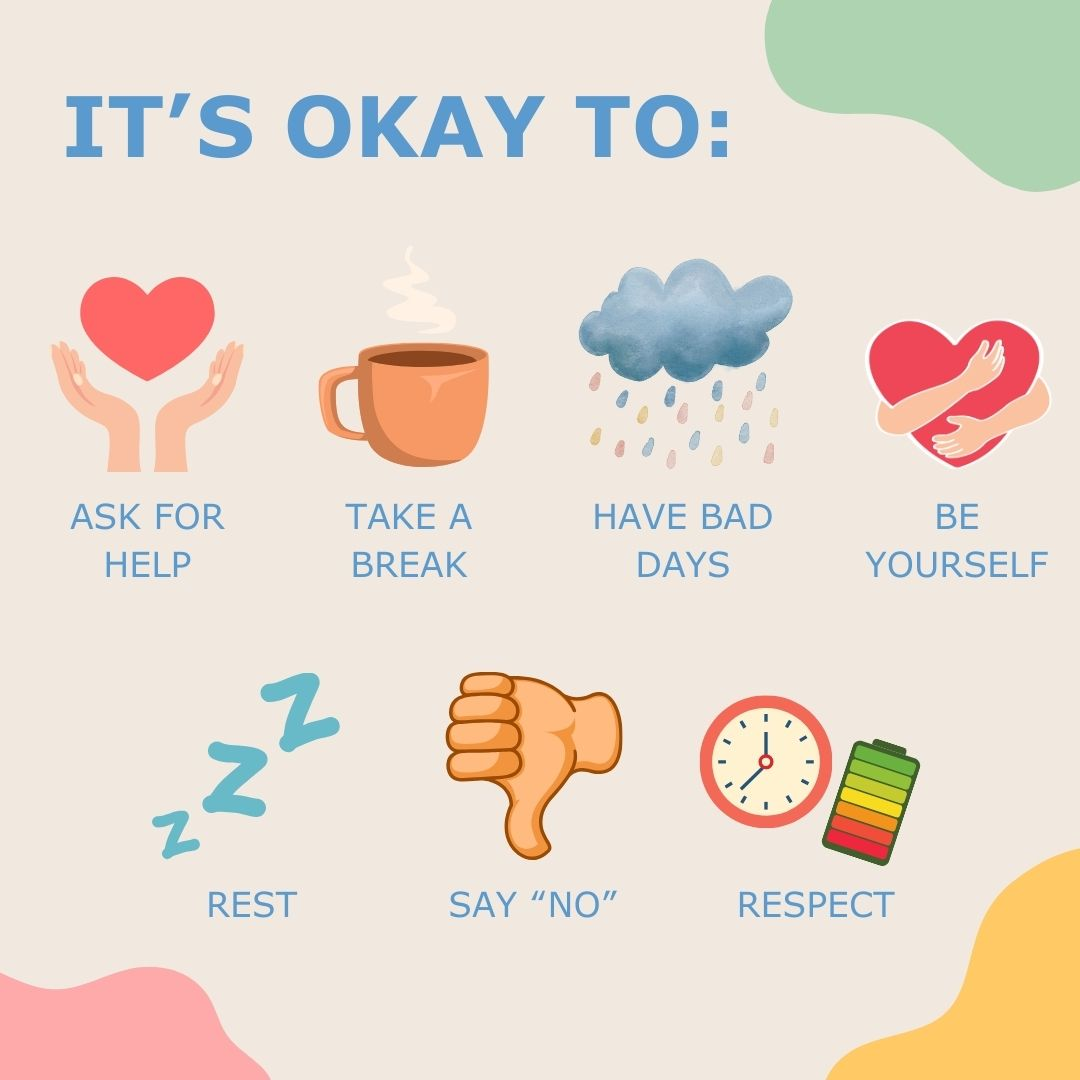 IT’S OKAY TO:
ASK FOR
HELP
TAKE A
BREAK
HAVE BAD
DAYS
BE
YOURSELF
REST
SAY “NO”
RESPECT